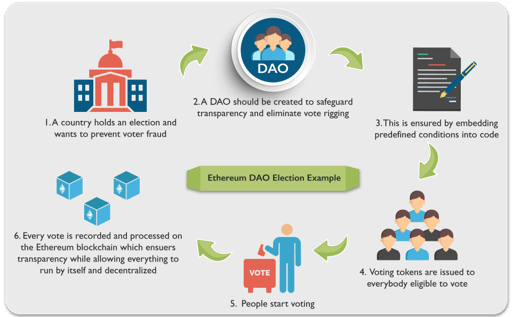 DAO
1. A country holds an election and
wants to prevent voter fraud
2. A DAO should be created to safeguard
transparency and eliminate vote rigging
3. This is ensured by embedding
predefined conditions into code
Ethereum DAO Election Example
4. Voting tokens are issued to
everybody eligible to vote
VOTE
5. People start voting
6. Every vote is recorded and processed on
the Ethereum blockchain which ensuers
transparency while allowing everything to
run by itself and decentralized